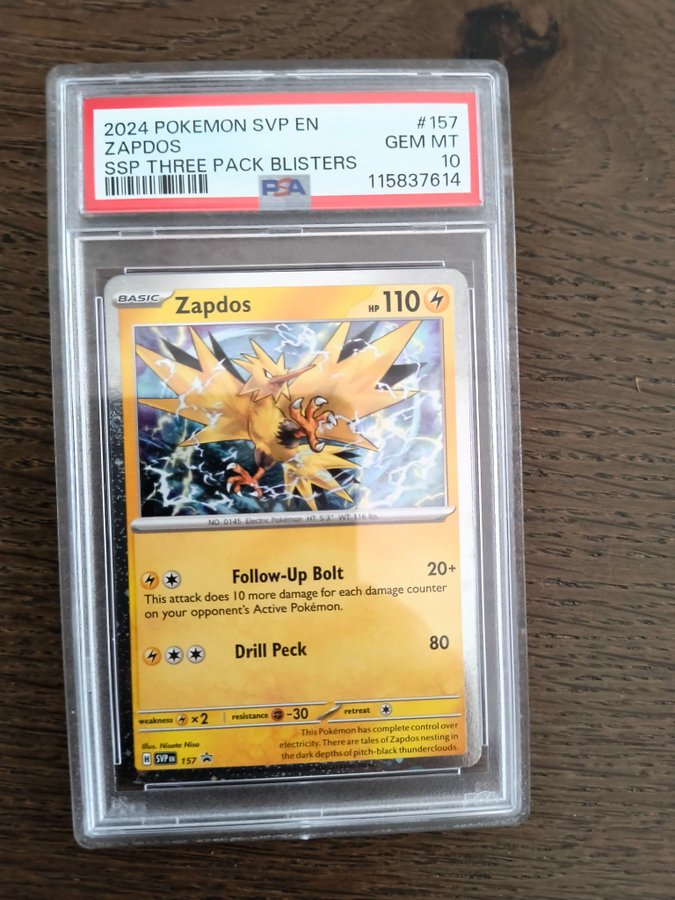 2024 POKEMON SVP EN #157
ZAPDOS GEM MT
SSP THREE PACK BLISTERS 10
PSA 115837614
BASIC Zapdos HP 110
NO. 0145 Electric Pokémon HT: 5'3" WT: 116 lbs.
Follow-Up Bolt 20+
This attack does 10 more damage for each damage counter
on your opponent's Active Pokémon.
Drill Peck 80
weakness ×2 resistance -30 retreat
This Pokémon has complete control over
electricity. There are tales of Zapdos nesting in
the dark depths of pitch-black thunderclouds.
Illus. Nisota Niso
H SVP EN 157